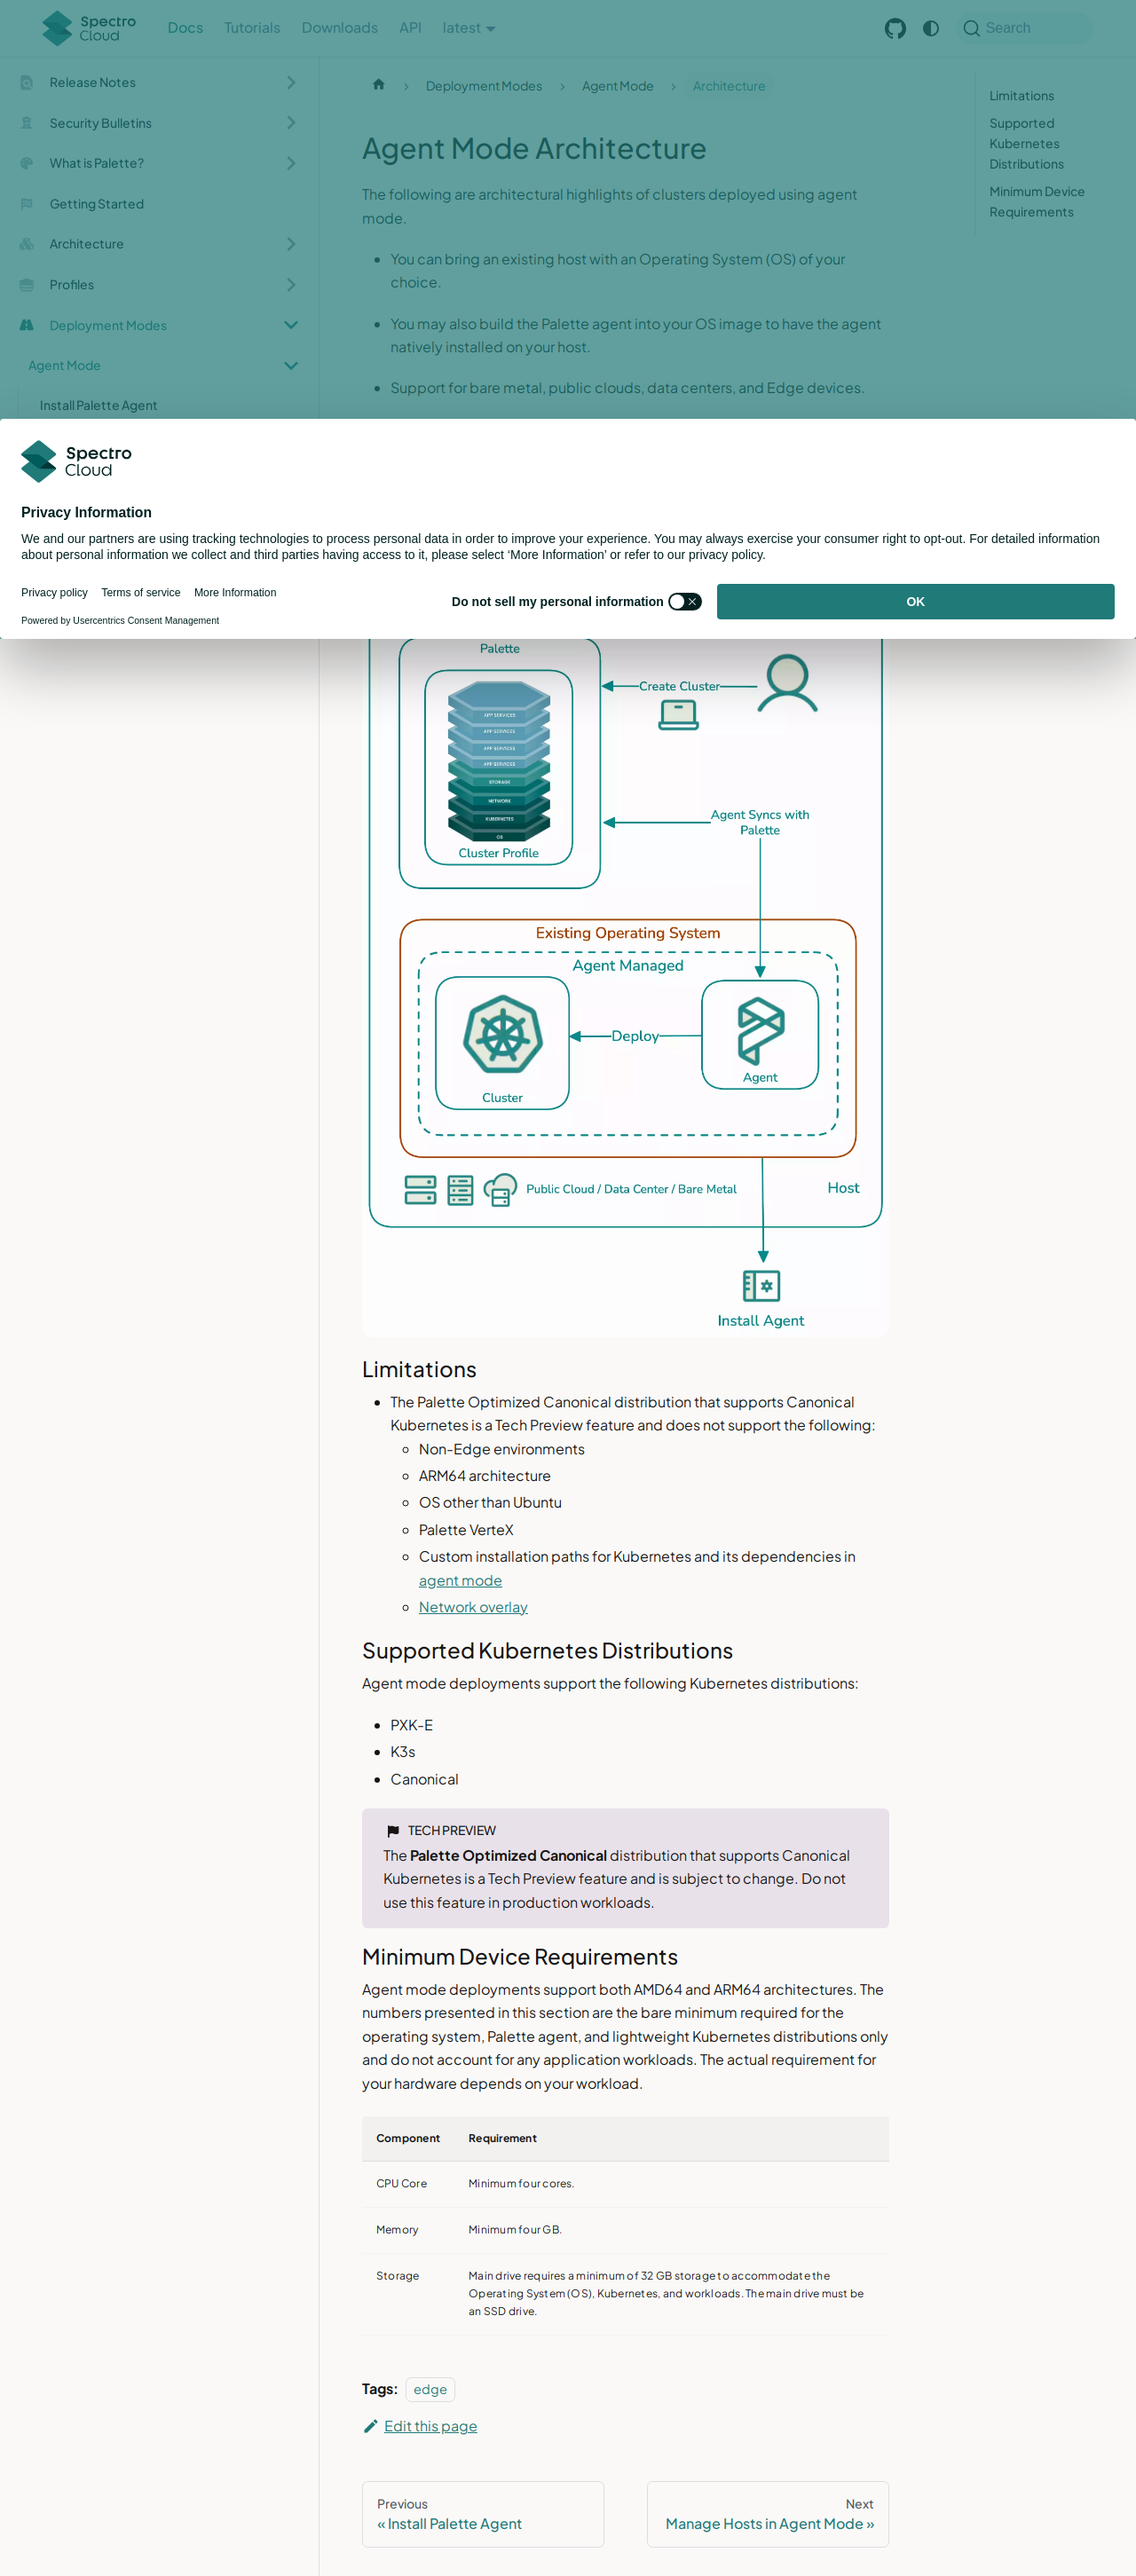 Spectro Cloud
Docs
Tutorials
Downloads
API
latest
Search
Release Notes
Security Bulletins
What is Palette?
Getting Started
Architecture
Profiles
Deployment Modes
Agent Mode
Install Palette Agent
Deployment Modes
Agent Mode
Architecture
Agent Mode Architecture
The following are architectural highlights of clusters deployed using agent
mode.
You can bring an existing host with an Operating System (OS) of your
choice.
You may also build the Palette agent into your OS image to have the agent
natively installed on your host.
Support for bare metal, public clouds, data centers, and Edge devices.
Limitations
Supported
Kubernetes
Distributions
Minimum Device
Requirements
Spectro
Cloud
Privacy Information
We and our partners are using tracking technologies to process personal data in order to improve your experience. You may always exercise your consumer right to opt-out. For detailed information
about personal information we collect and third parties having access to it, please select ‘More Information’ or refer to our privacy policy.
Privacy policy
Terms of service
More Information
Powered by Usercentrics Consent Management
Do not sell my personal information
OK
Palette
APP SERVICES
APP SERVICES
APP SERVICES
APP SERVICES
STORAGE
NETWORK
KUBERNETES
OS
Cluster Profile
Create Cluster
Agent Syncs with
Palette
Existing Operating System
Agent Managed
Cluster
Deploy
Agent
Public Cloud / Data Center / Bare Metal
Host
Install Agent
Limitations
The Palette Optimized Canonical distribution that supports Canonical
Kubernetes is a Tech Preview feature and does not support the following:
Non-Edge environments
ARM64 architecture
OS other than Ubuntu
Palette VerteX
Custom installation paths for Kubernetes and its dependencies in
agent mode
Network overlay
Supported Kubernetes Distributions
Agent mode deployments support the following Kubernetes distributions:
PXK-E
K3s
Canonical
TECH PREVIEW
The Palette Optimized Canonical distribution that supports Canonical
Kubernetes is a Tech Preview feature and is subject to change. Do not
use this feature in production workloads.
Minimum Device Requirements
Agent mode deployments support both AMD64 and ARM64 architectures. The
numbers presented in this section are the bare minimum required for the
operating system, Palette agent, and lightweight Kubernetes distributions only
and do not account for any application workloads. The actual requirement for
your hardware depends on your workload.
Component Requirement
CPU Core Minimum four cores.
Memory Minimum four GB.
Storage Main drive requires a minimum of 32 GB storage to accommodate the
Operating System (OS), Kubernetes, and workloads. The main drive must be
an SSD drive.
Tags: edge
Edit this page
Previous
« Install Palette Agent
Next
Manage Hosts in Agent Mode »